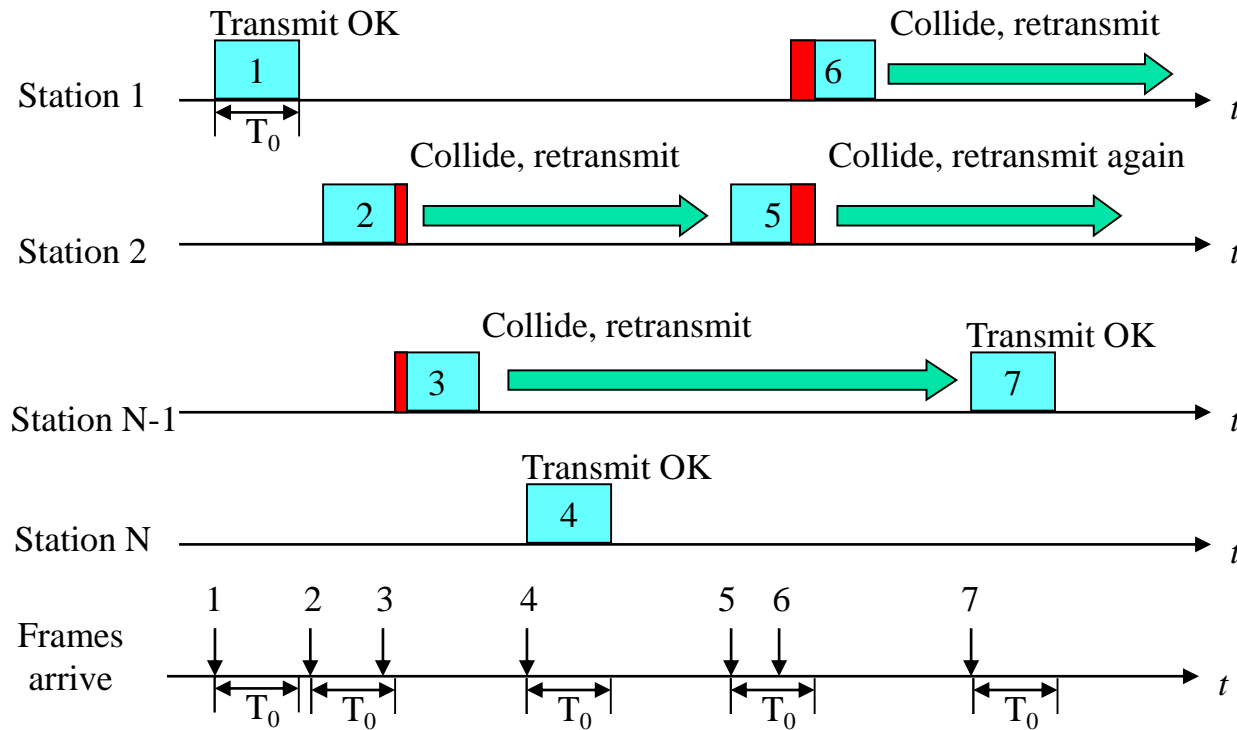 Transmit OK
Collide, retransmit
1
6
Station 1
t
T0
Collide, retransmit
Collide, retransmit again
2
5
Station 2
t
Collide, retransmit
Transmit OK
3
7
Station N-1
t
Transmit OK
4
Station N
t
1 2 3 4 5 6 7
Frames
arrive
t
T0 T0 T0 T0 T0